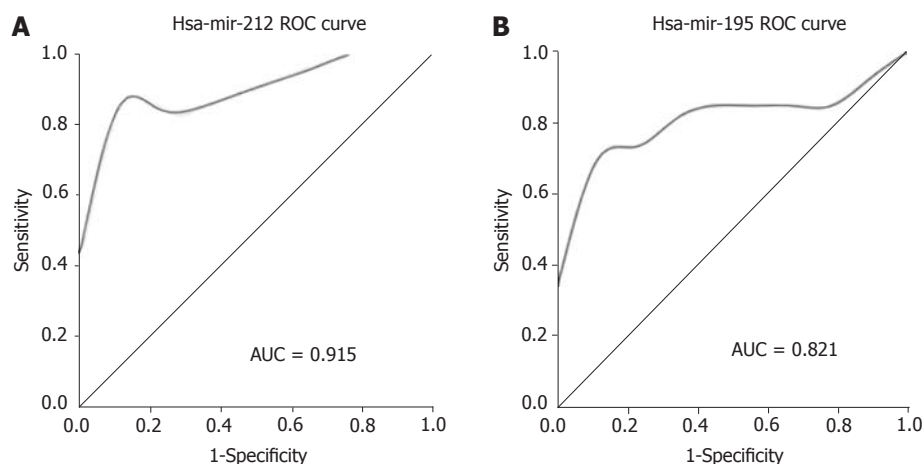 A
Hsa-mir-212 ROC curve
1.0
0.8
0.6
0.4
0.2
0.0
Sensitivity
AUC = 0.915
0.0 0.2 0.4 0.6 0.8 1.0
1-Specificity
B
Hsa-mir-195 ROC curve
1.0
0.8
0.6
0.4
0.2
0.0
Sensitivity
AUC = 0.821
0.0 0.2 0.4 0.6 0.8 1.0
1-Specificity